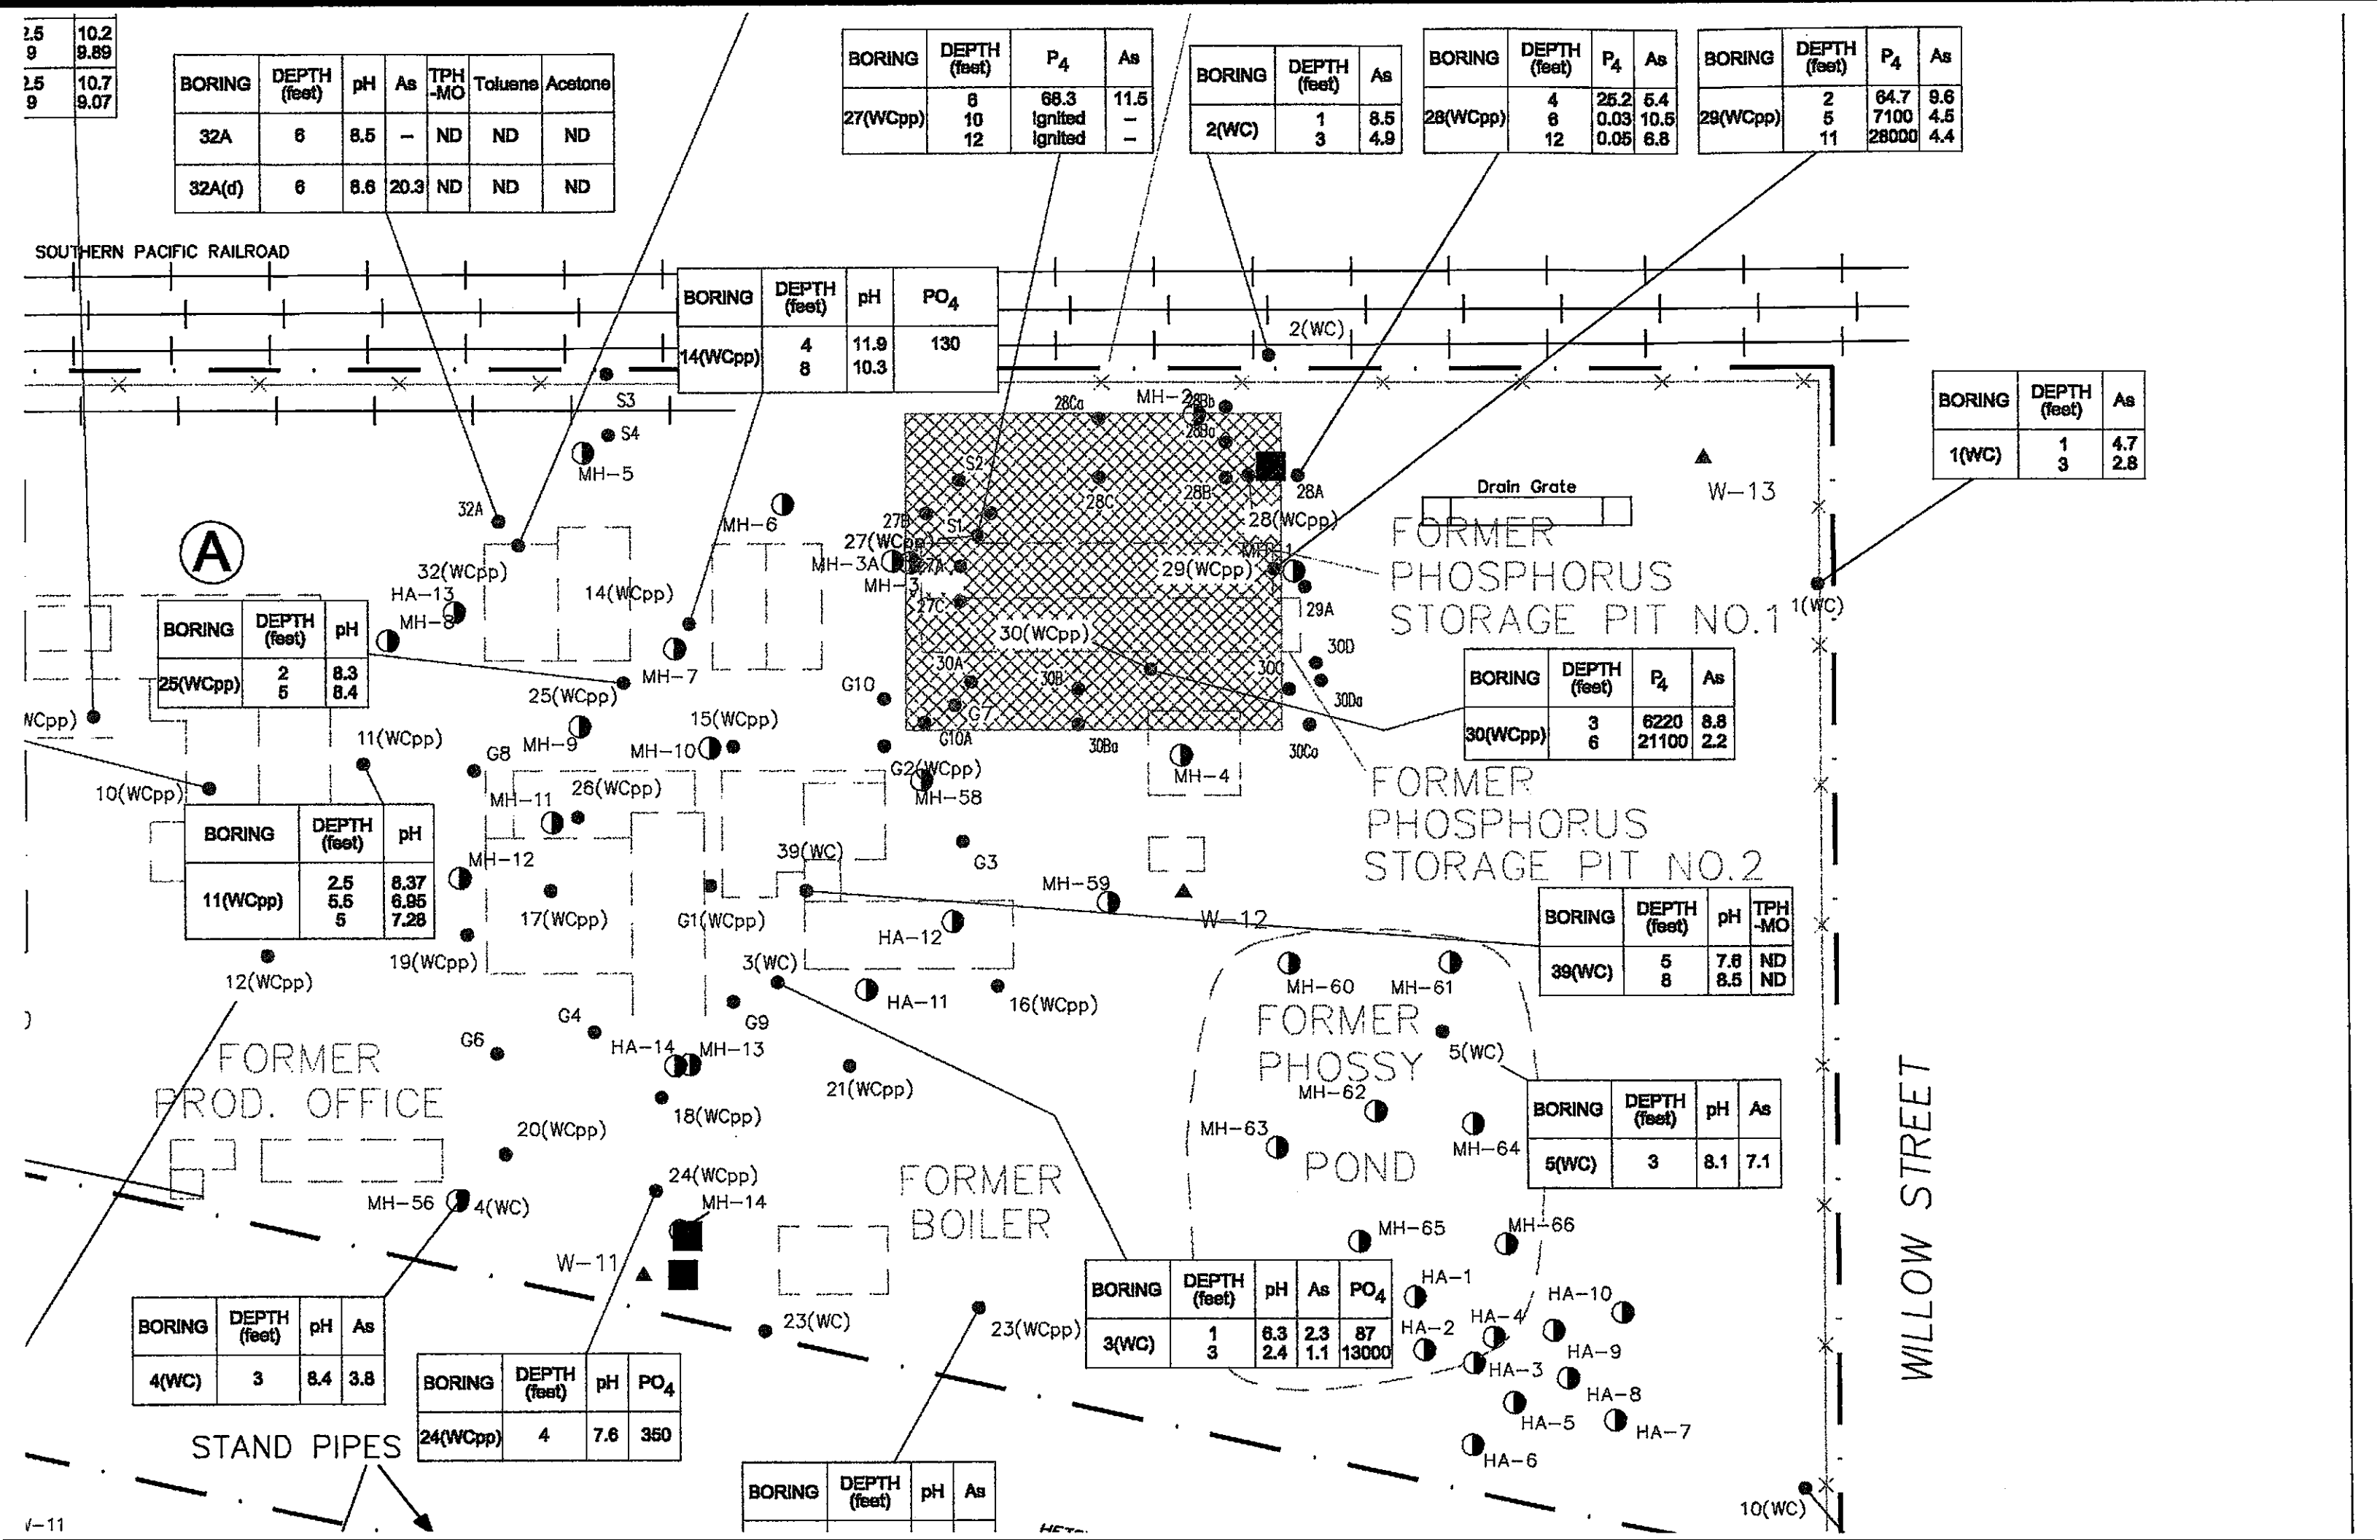 2.5 10.2
9 9.89
2.5 10.7
9 9.07
BORING DEPTH (feet) pH As TPH -MO Toluene Acetone
32A 6 8.5 – ND ND ND
32A(d) 6 8.6 20.3 ND ND ND
BORING DEPTH (feet) P4 As
27(WCpp)
6 66.3 11.5
10 Ignited –
12 Ignited –
BORING DEPTH (feet) As
2(WC)
1 8.5
3 4.9
BORING DEPTH (feet) P4 As
28(WCpp)
4 25.2 5.4
6 0.03 10.5
12 0.05 6.8
BORING DEPTH (feet) P4 As
29(WCpp)
2 64.7 9.6
5 7100 4.5
11 28000 4.4
SOUTHERN PACIFIC RAILROAD
BORING DEPTH (feet) pH PO4
14(WCpp)
4 11.9 130
8 10.3
2(WC)
BORING DEPTH (feet) As
1(WC)
1 4.7
3 2.8
S3
S4
MH-5
28Ca
MH-2
28Bb
28Ba
S2
28C
28B
28A
W-13
Drain Grate
32A
MH-6
27B
S1
28(WCpp)
27(WCpp)
MH-3A
27A
MH-3
27C
MH-1
29(WCpp)
29A
FORMER
PHOSPHORUS
STORAGE PIT NO.1
1(WC)
A
32(WCpp)
HA-13
MH-8
14(WCpp)
MH-7
30(WCpp)
30A
30B
30C
30D
30Da
BORING DEPTH (feet) pH
25(WCpp)
2 8.3
5 8.4
25(WCpp)
G10
G7
G10A
30Ba
30Ca
BORING DEPTH (feet) P4 As
30(WCpp)
3 6220 8.8
6 21100 2.2
WCpp)
11(WCpp)
G8
MH-9
15(WCpp)
MH-10
G2(WCpp)
MH-58
MH-4
FORMER
PHOSPHORUS
STORAGE PIT NO.2
10(WCpp)
MH-11
26(WCpp)
BORING DEPTH (feet) pH
11(WCpp)
2.5 8.37
5.5 6.95
5 7.28
MH-12
39(WC)
G3
MH-59
W-12
17(WCpp)
G1(WCpp)
HA-12
BORING DEPTH (feet) pH TPH -MO
39(WC)
5 7.6 ND
8 8.5 ND
12(WCpp)
19(WCpp)
3(WC)
HA-11
16(WCpp)
MH-60
MH-61
G9
G4
G6
HA-14
MH-13
FORMER
PROD. OFFICE
21(WCpp)
18(WCpp)
20(WCpp)
FORMER
PHOSSY
POND
5(WC)
MH-62
MH-63
MH-64
BORING DEPTH (feet) pH As
5(WC) 3 8.1 7.1
MH-56
4(WC)
24(WCpp)
MH-14
W-11
FORMER
BOILER
MH-65
MH-66
WILLOW STREET
BORING DEPTH (feet) pH As
4(WC) 3 8.4 3.8
BORING DEPTH (feet) pH PO4
24(WCpp) 4 7.6 350
23(WC)
23(WCpp)
BORING DEPTH (feet) pH As PO4
3(WC)
1 6.3 2.3 87
3 2.4 1.1 13000
HA-1
HA-2
HA-4
HA-3
HA-10
HA-9
HA-8
HA-5
HA-7
HA-6
STAND PIPES
BORING DEPTH (feet) pH As
10(WC)
-11